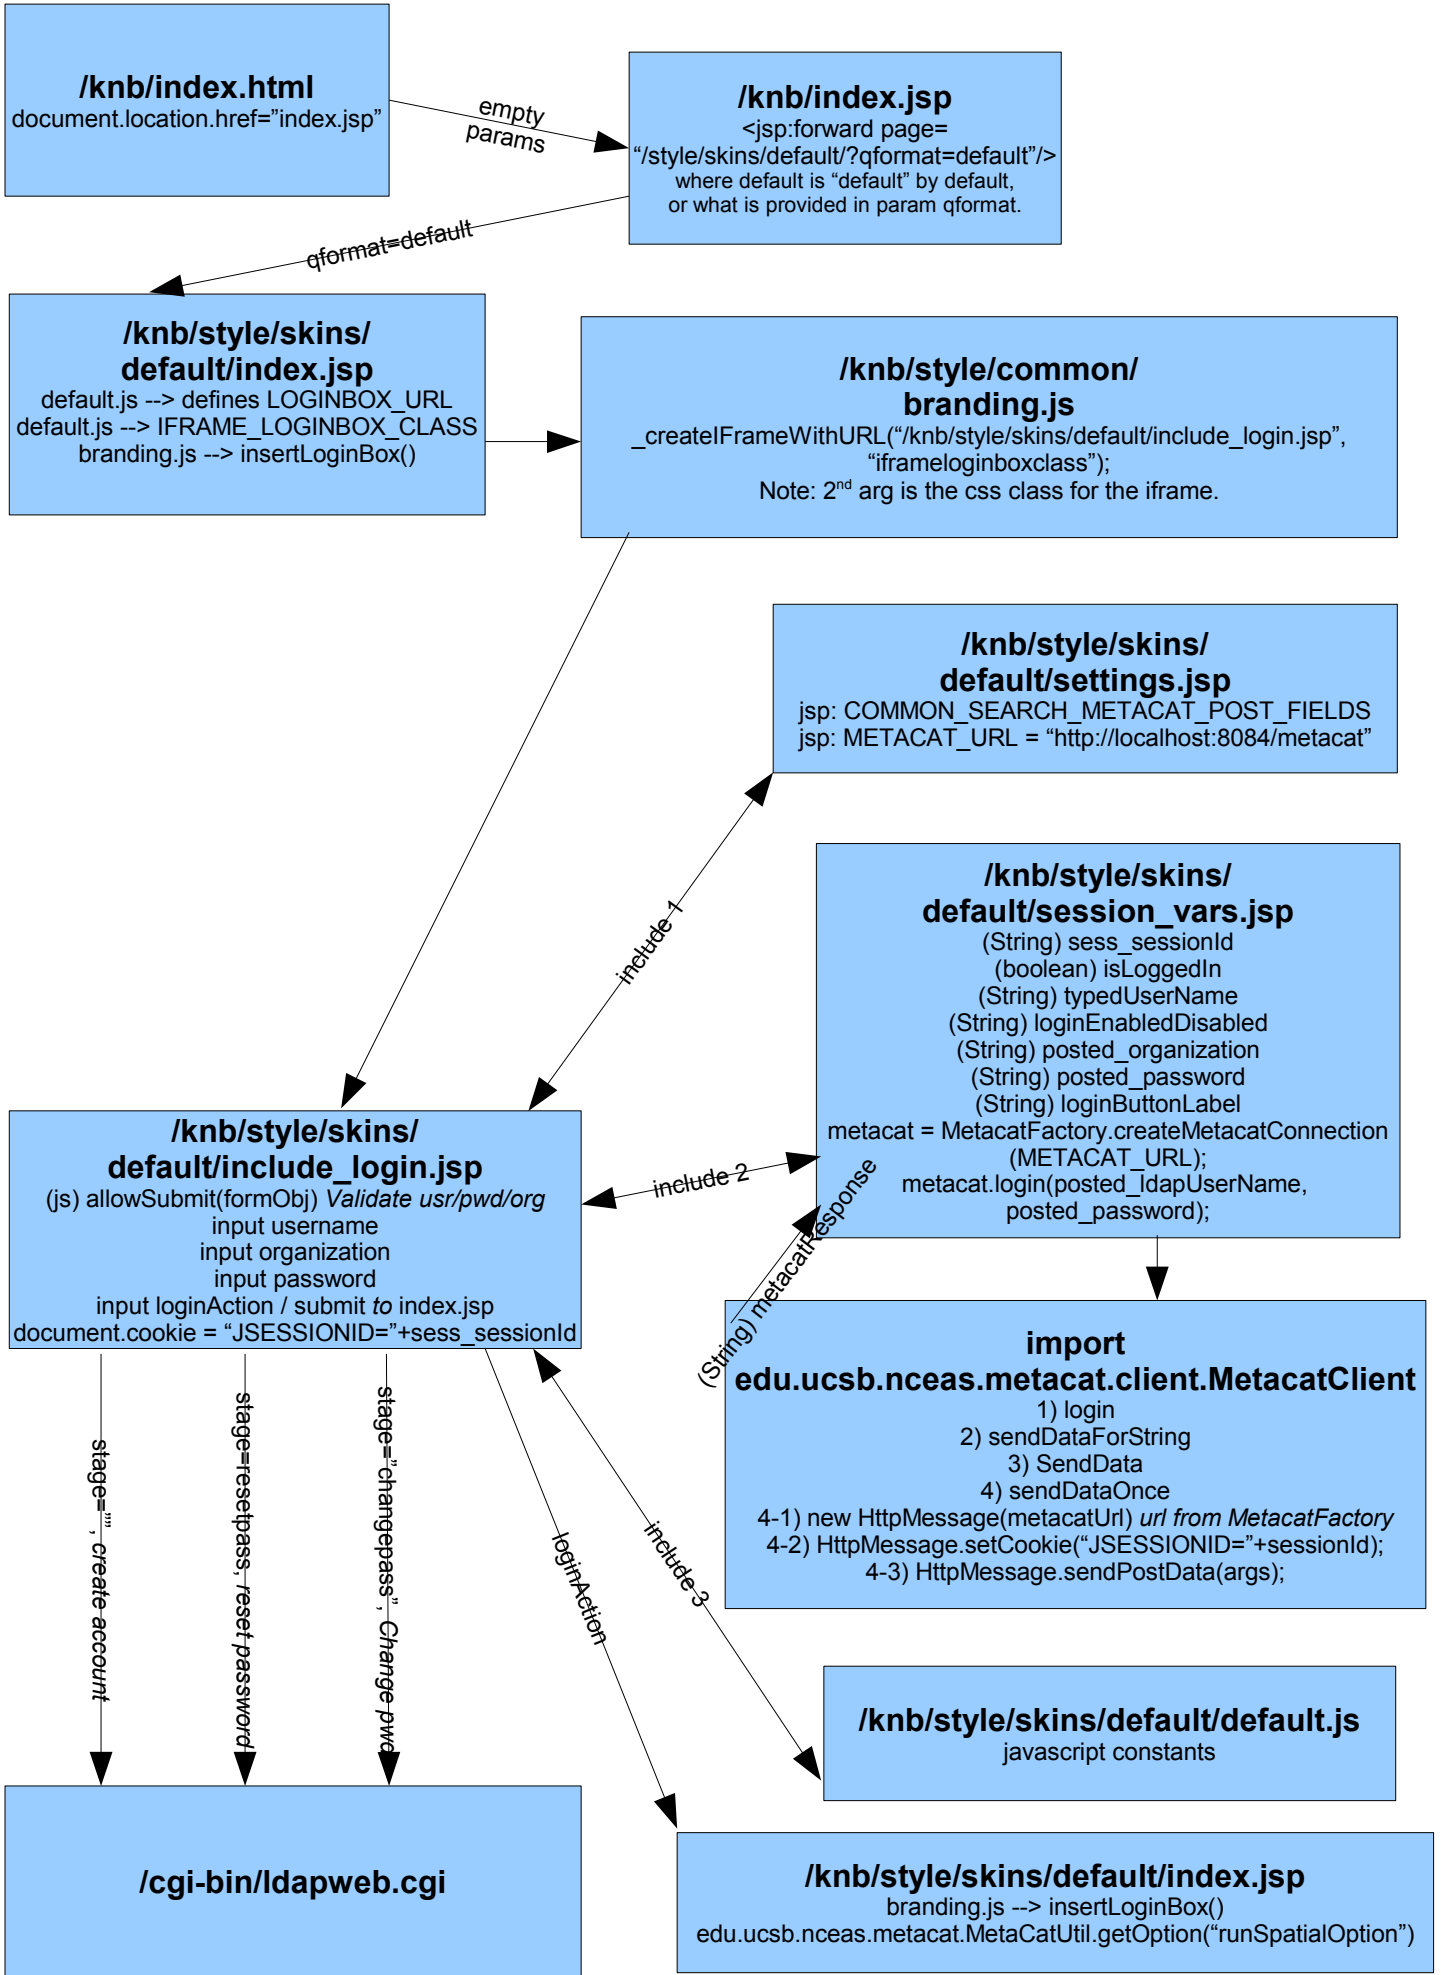 /knb/index.html
document.location.href=”index.jsp”
empty
params
/knb/index.jsp
<jsp:forward page=
“/style/skins/default/?qformat=default”/>
where default is “default” by default,
or what is provided in param qformat.
qformat=default
/knb/style/skins/
default/index.jsp
default.js --> defines LOGINBOX_URL
default.js --> IFRAME_LOGINBOX_CLASS
branding.js --> insertLoginBox()
/knb/style/common/
branding.js
_createIFrameWithURL(“/knb/style/skins/default/include_login.jsp”,
“iframeloginboxclass”);
Note: 2nd arg is the css class for the iframe.
/knb/style/skins/
default/settings.jsp
jsp: COMMON_SEARCH_METACAT_POST_FIELDS
jsp: METACAT_URL = “http://localhost:8084/metacat”
include 1
/knb/style/skins/
default/session_vars.jsp
(String) sess_sessionId
(boolean) isLoggedIn
(String) typedUserName
(String) loginEnabledDisabled
(String) posted_organization
(String) posted_password
(String) loginButtonLabel
metacat = MetacatFactory.createMetacatConnection
(METACAT_URL);
metacat.login(posted_ldapUserName,
posted_password);
/knb/style/skins/
default/include_login.jsp
(js) allowSubmit(formObj) Validate usr/pwd/org
input username
input organization
input password
input loginAction / submit to index.jsp
document.cookie = “JSESSIONID=”+sess_sessionId
include 2
(String) metacatResponse
import
edu.ucsb.nceas.metacat.client.MetacatClient
1) login
2) sendDataForString
3) SendData
4) sendDataOnce
4-1) new HttpMessage(metacatUrl) url from MetacatFactory
4-2) HttpMessage.setCookie(“JSESSIONID=”+sessionId);
4-3) HttpMessage.sendPostData(args);
stage=””, create account
stage=resetpass, reset password
stage=”changepass”, Change pwd
loginAction
include 3
/knb/style/skins/default/default.js
javascript constants
/cgi-bin/ldapweb.cgi
/knb/style/skins/default/index.jsp
branding.js --> insertLoginBox()
edu.ucsb.nceas.metacat.MetaCatUtil.getOption(“runSpatialOption”)